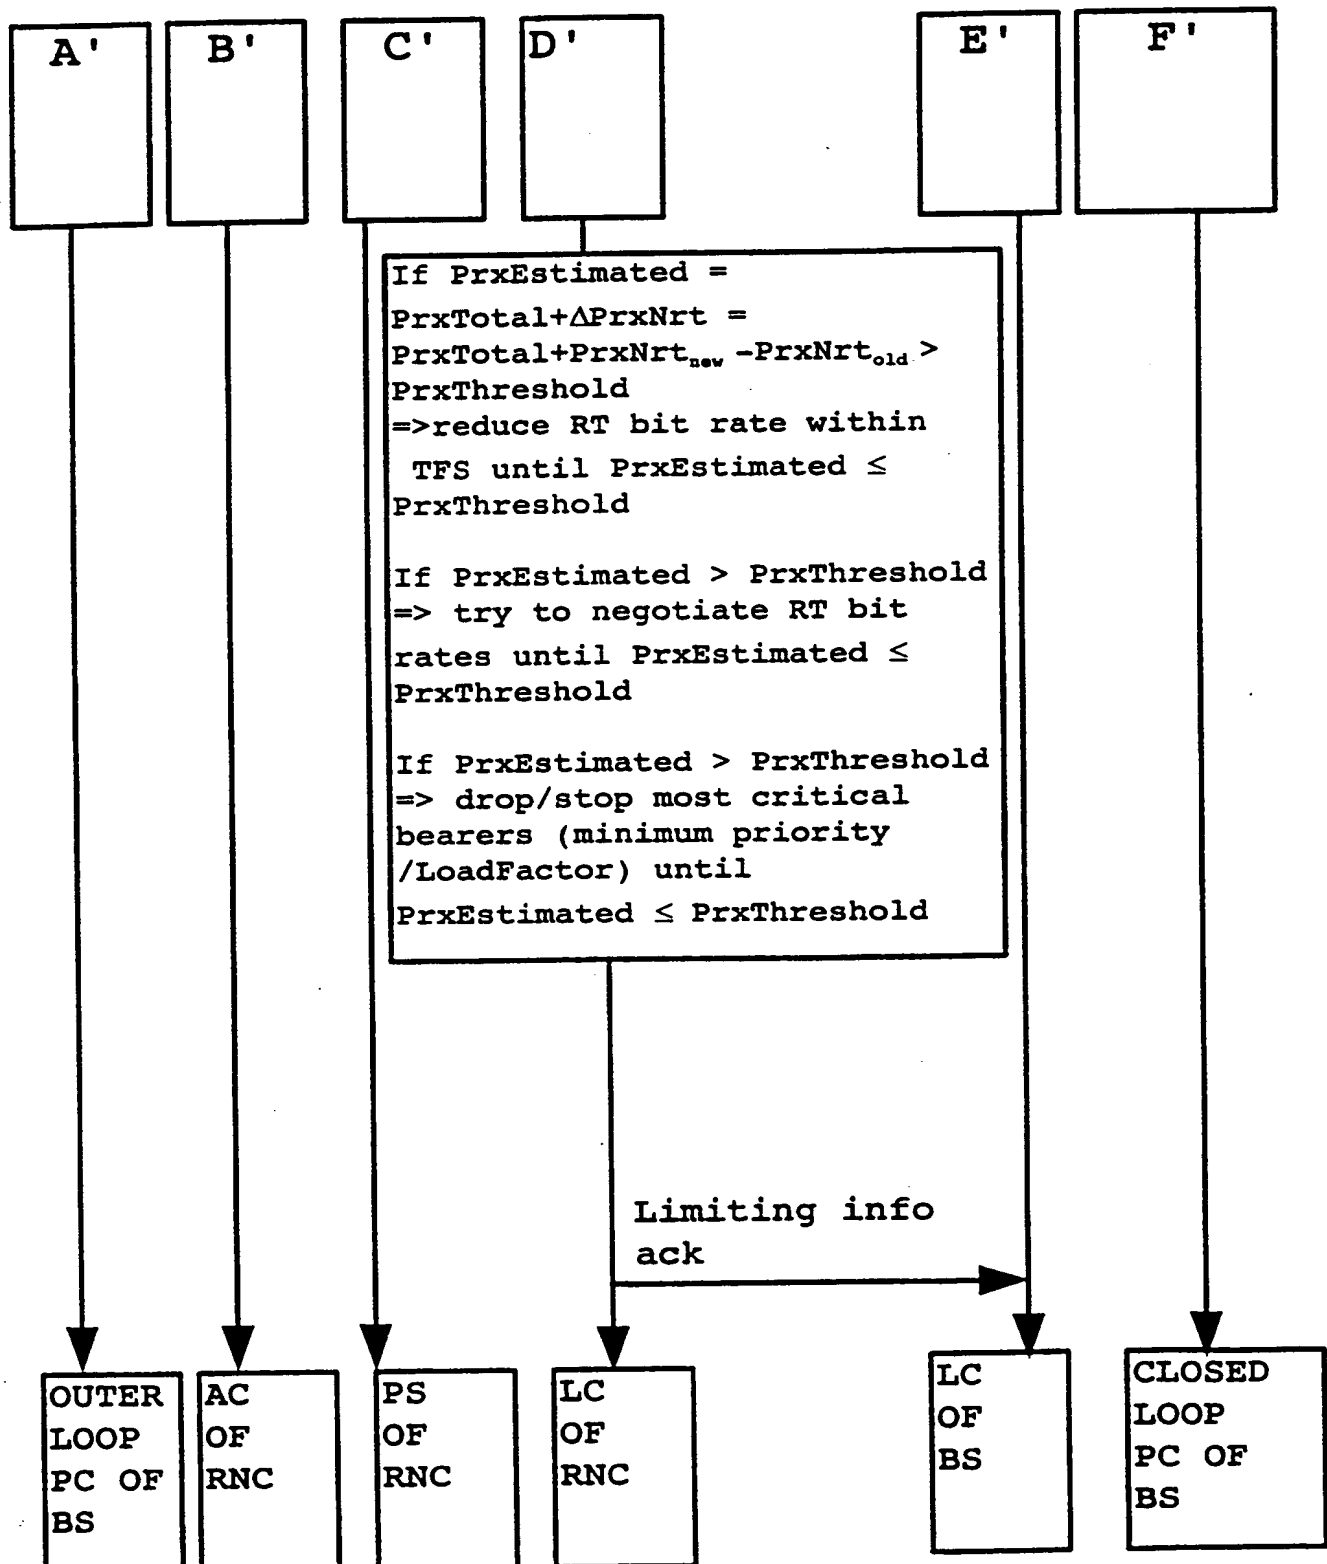 A'
B'
C'
D'
E'
F'
If PrxEstimated =
PrxTotal+ΔPrxNrt =
PrxTotal+PrxNrt_new -PrxNrt_old >
PrxThreshold
=>reduce RT bit rate within
TFS until PrxEstimated ≤
PrxThreshold
If PrxEstimated > PrxThreshold
=> try to negotiate RT bit
rates until PrxEstimated ≤
PrxThreshold
If PrxEstimated > PrxThreshold
=> drop/stop most critical
bearers (minimum priority
/LoadFactor) until
PrxEstimated ≤ PrxThreshold
Limiting info
ack
OUTER
LOOP
PC OF
BS
AC
OF
RNC
PS
OF
RNC
LC
OF
RNC
LC
OF
BS
CLOSED
LOOP
PC OF
BS